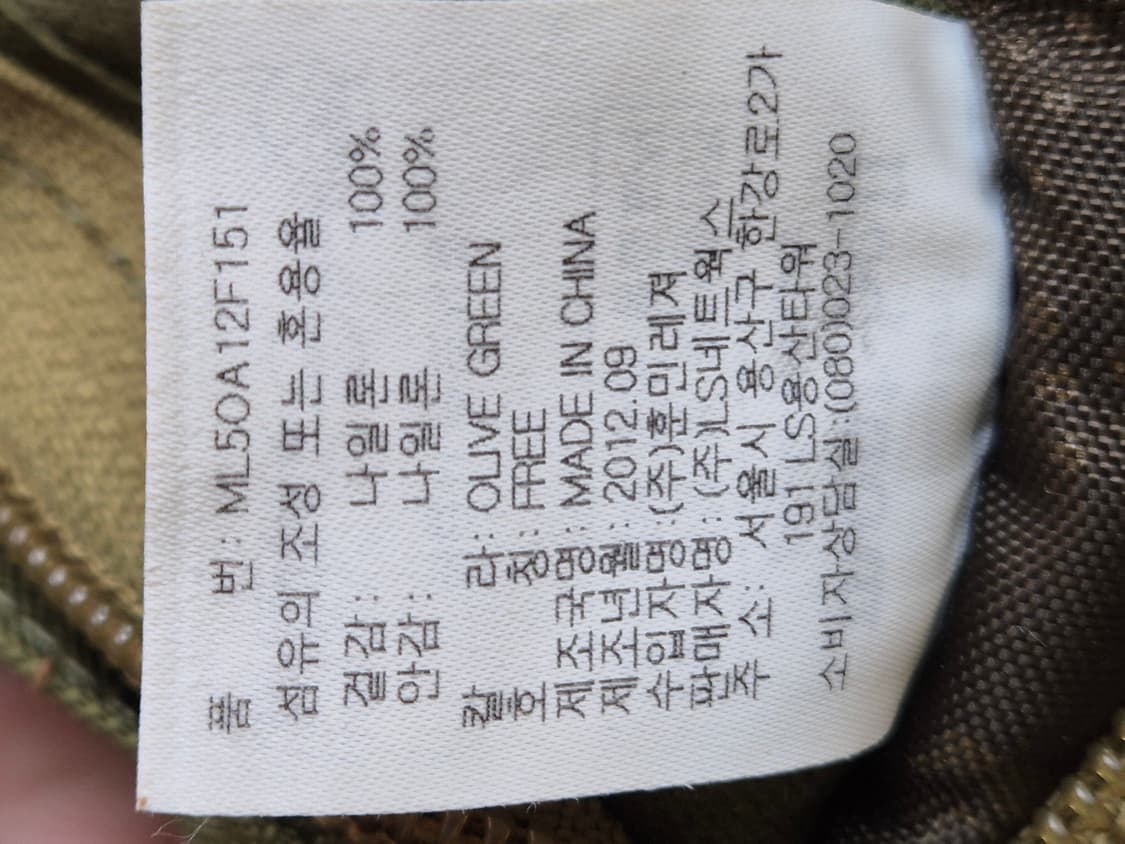 품 번 : ML5OA12F151
섬유의 조성 또는 혼용율
겉감 : 나일론 100%
안감 : 나일론 100%
칼 라 : OLIVE GREEN
호 칭 : FREE
제조국명 : MADE IN CHINA
제조년월 : 2012.09
수입자명 : (주)훈민레져
판매자명 : (주)LS네트웍스
주 소 : 서울시 용산구 한강로2가
191 LS용산타워
소비자상담실:(080)023-1020